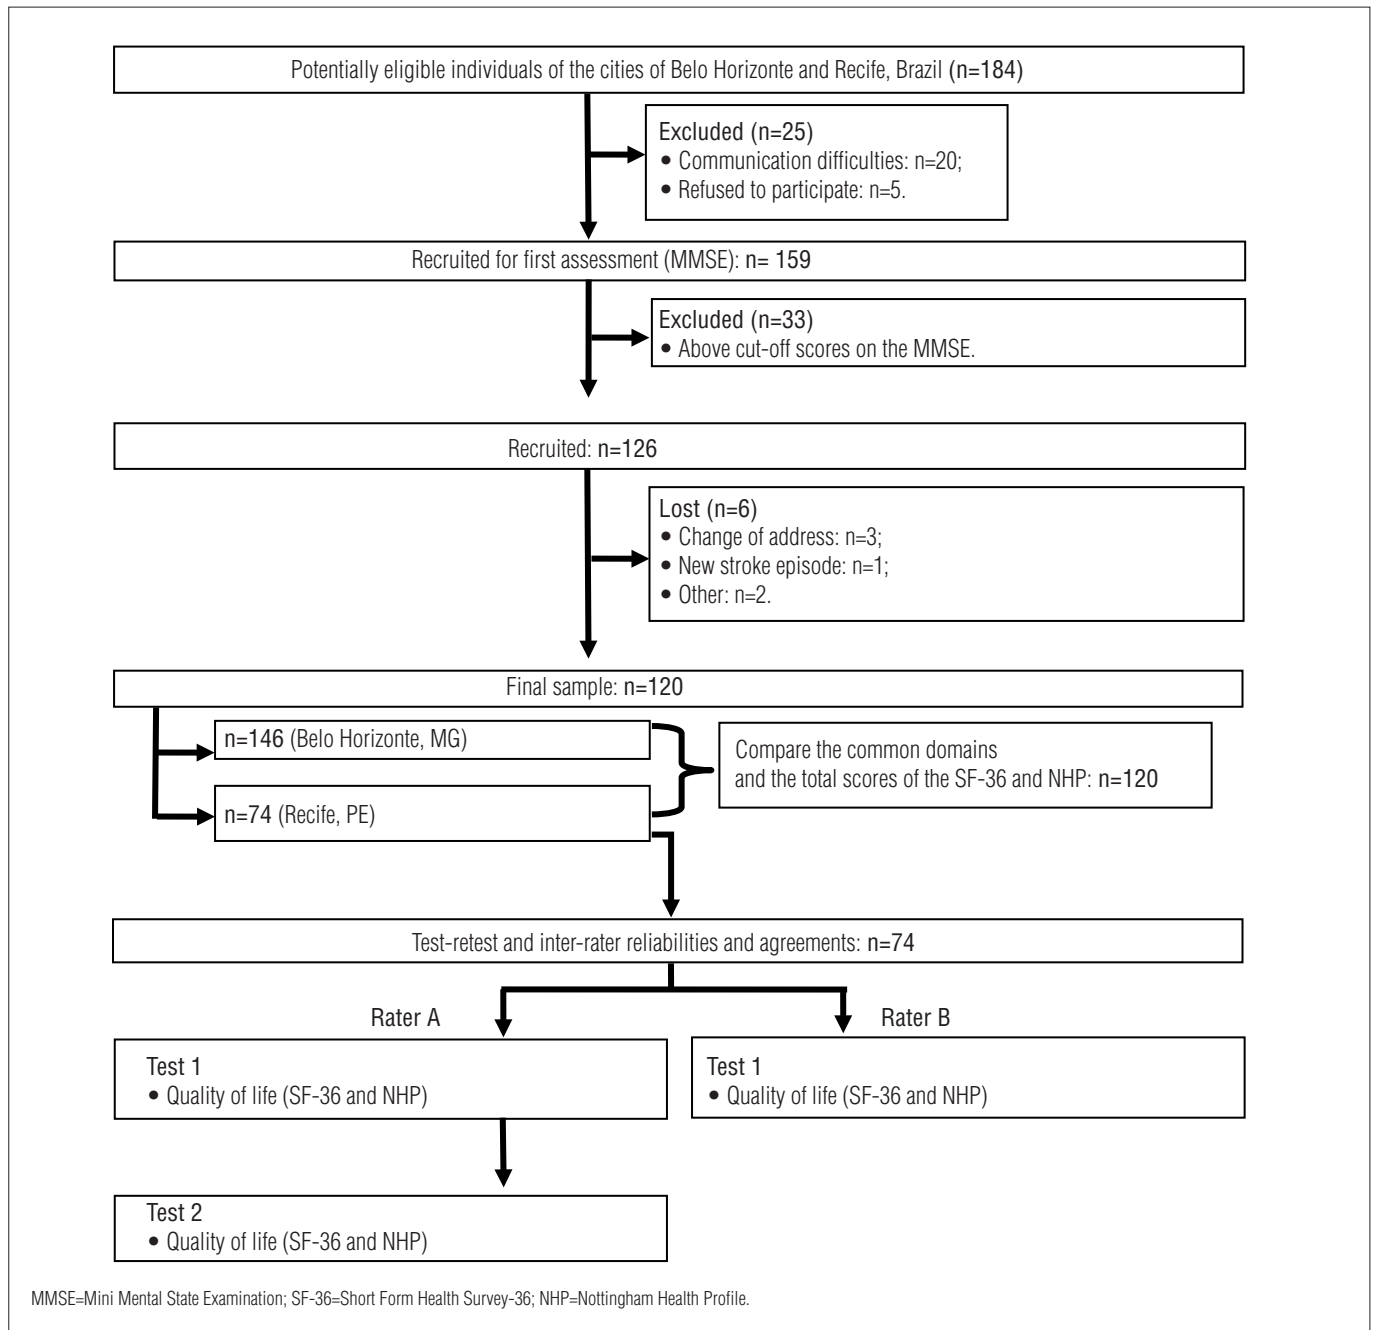 Potentially eligible individuals of the cities of Belo Horizonte and Recife, Brazil (n=184)
Excluded (n=25)
• Communication difficulties: n=20;
• Refused to participate: n=5.
Recruited for first assessment (MMSE): n= 159
Excluded (n=33)
• Above cut-off scores on the MMSE.
Recruited: n=126
Lost (n=6)
• Change of address: n=3;
• New stroke episode: n=1;
• Other: n=2.
Final sample: n=120
n=146 (Belo Horizonte, MG)
n=74 (Recife, PE)
Compare the common domains
and the total scores of the SF-36 and NHP: n=120
Test-retest and inter-rater reliabilities and agreements: n=74
Rater A
Rater B
Test 1
• Quality of life (SF-36 and NHP)
Test 1
• Quality of life (SF-36 and NHP)
Test 2
• Quality of life (SF-36 and NHP)
MMSE=Mini Mental State Examination; SF-36=Short Form Health Survey-36; NHP=Nottingham Health Profile.